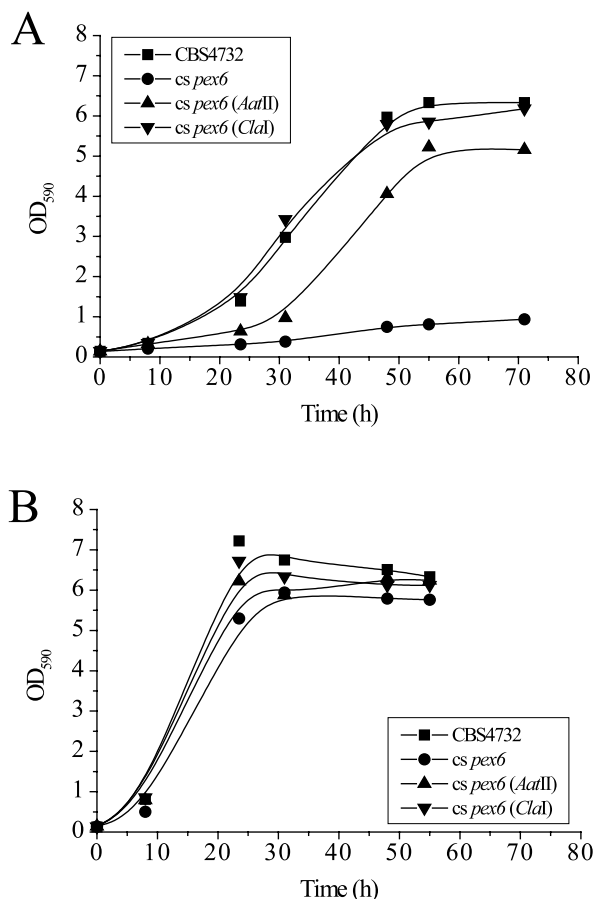 A
CBS4732
cs pex6
cs pex6 (AatII)
cs pex6 (ClaI)
8
7
6
5
4
3
2
1
0
OD590
0 10 20 30 40 50 60 70 80
Time (h)
B
8
7
6
5
4
3
2
1
0
OD590
CBS4732
cs pex6
cs pex6 (AatII)
cs pex6 (ClaI)
0 10 20 30 40 50 60 70 80
Time (h)